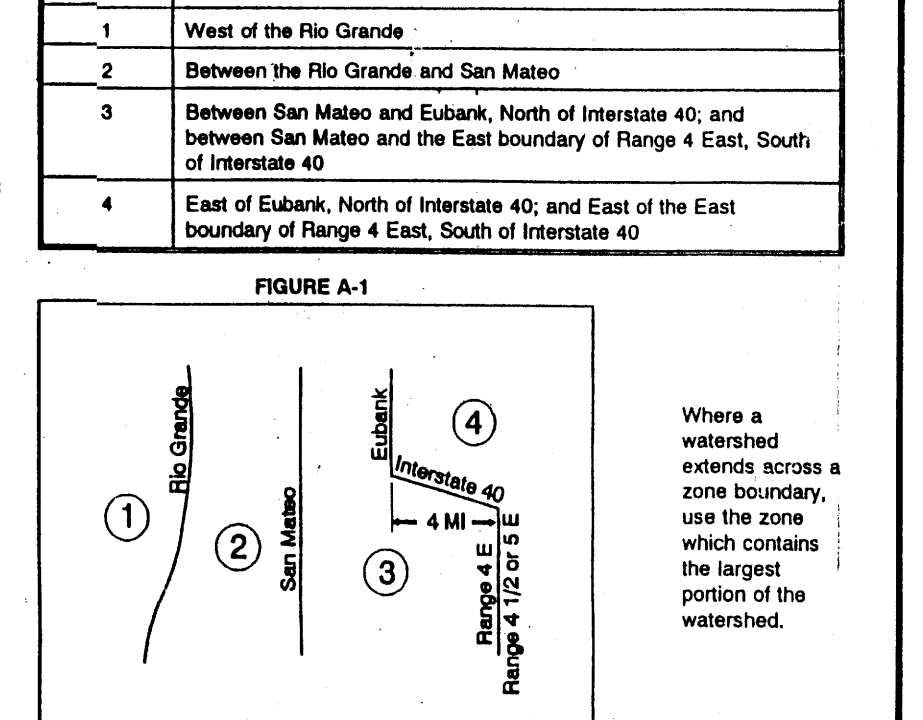 1 West of the Rio Grande
2 Between the Rio Grande and San Mateo
3 Between San Mateo and Eubank, North of Interstate 40; and
between San Mateo and the East boundary of Range 4 East, South
of Interstate 40
4 East of Eubank, North of Interstate 40; and East of the East
boundary of Range 4 East, South of Interstate 40
FIGURE A-1
Rio Grande
San Mateo
Eubank
Interstate 40
4 MI
Range 4 E
Range 4 1/2 or 5 E
1
2
3
4
Where a
watershed
extends across a
zone boundary,
use the zone
which contains
the largest
portion of the
watershed.